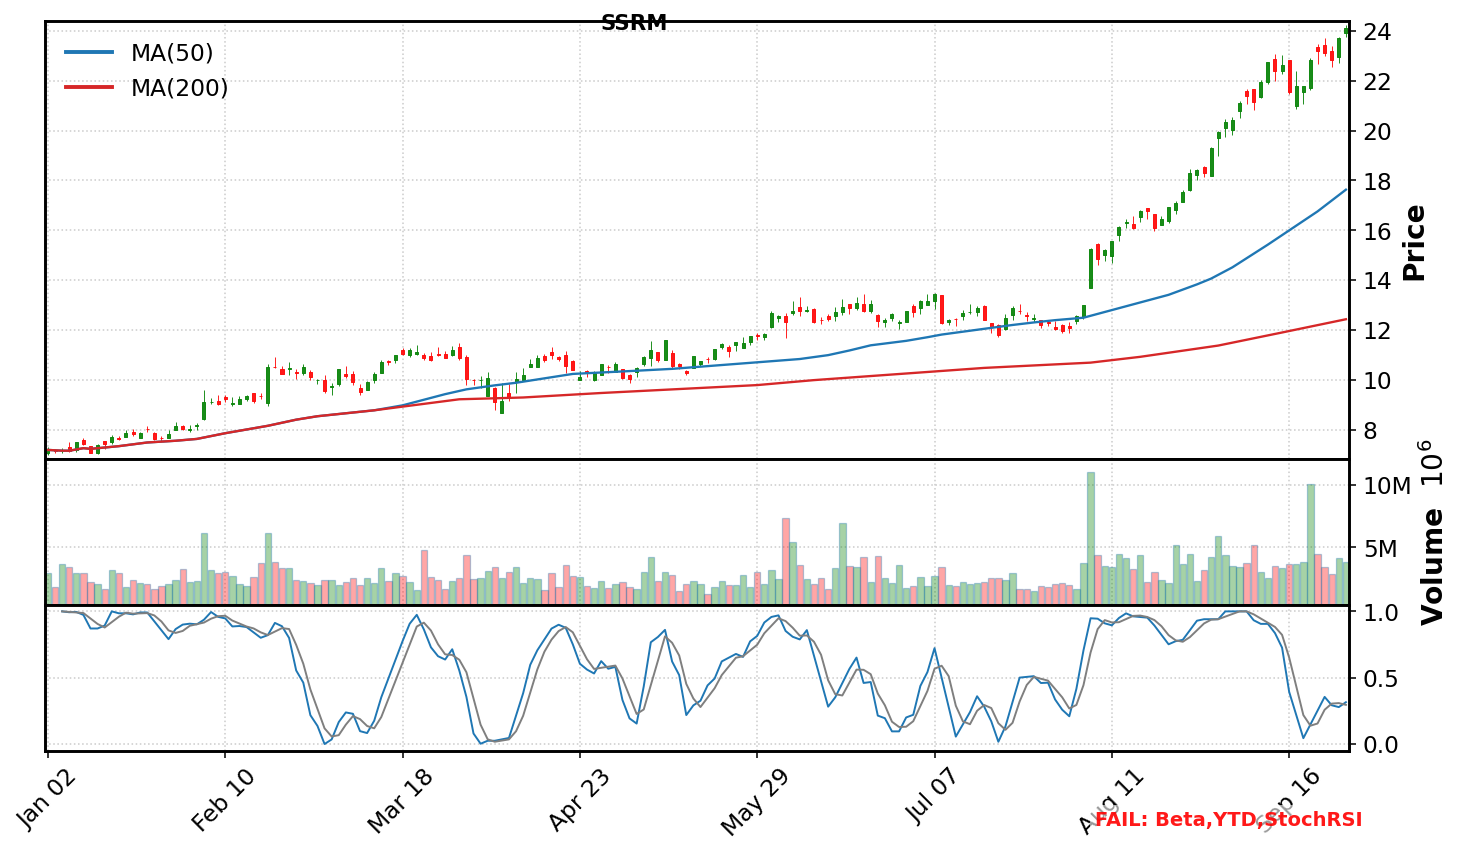 SSRM
MA(50)
MA(200)
24
22
20
18
16
14
12
10
8
Price
10M
5M
Volume 10^6
1.0
0.5
0.0
Jan 02
Feb 10
Mar 18
Apr 23
May 29
Jul 07
Aug 11
Sep 16
FAIL: Beta,YTD,StochRSI